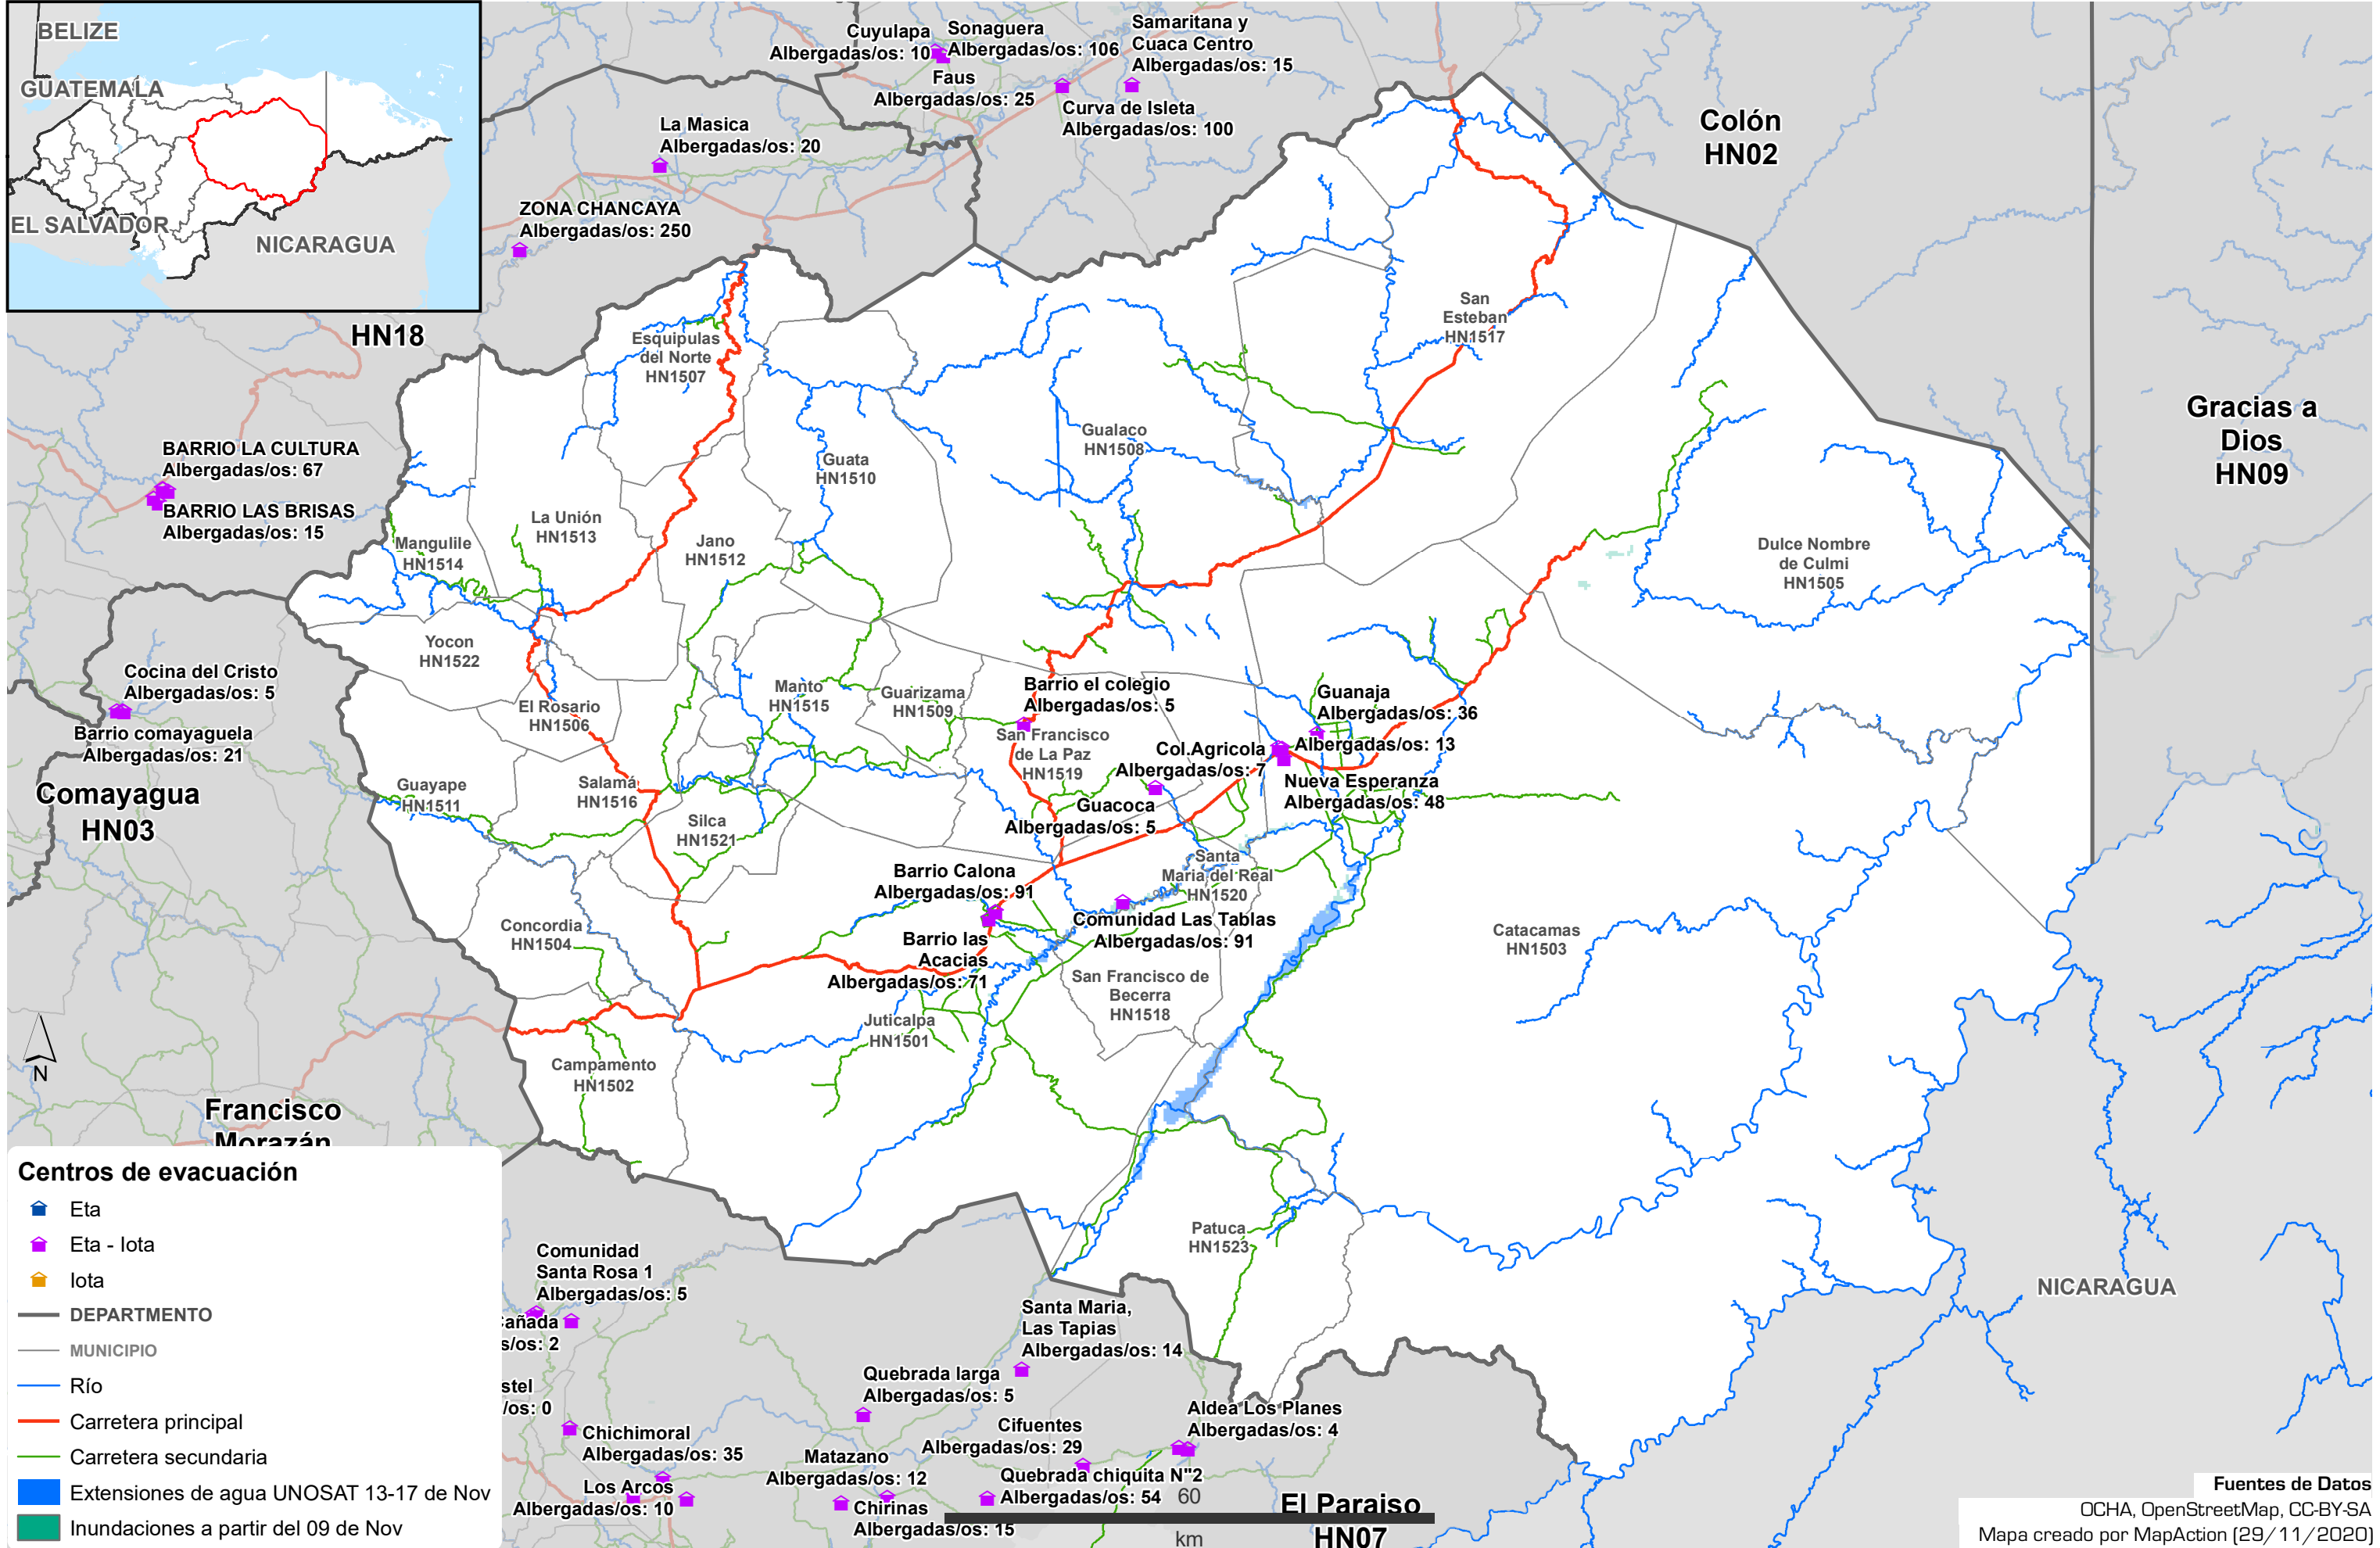 BELIZE
GUATEMALA
EL SALVADOR
NICARAGUA
HN18
Cuyulapa
Albergadas/os: 10
Sonaguera
Albergadas/os: 106
Faus
Albergadas/os: 25
Samaritana y
Cuaca Centro
Albergadas/os: 15
Curva de Isleta
Albergadas/os: 100
La Masica
Albergadas/os: 20
ZONA CHANCAYA
Albergadas/os: 250
Colón
HN02
Gracias a
Dios
HN09
BARRIO LA CULTURA
Albergadas/os: 67
BARRIO LAS BRISAS
Albergadas/os: 15
Esquipulas
del Norte
HN1507
San
Esteban
HN1517
Gualaco
HN1508
Guata
HN1510
La Unión
HN1513
Jano
HN1512
Mangulile
HN1514
Dulce Nombre
de Culmi
HN1505
Yocon
HN1522
Cocina del Cristo
Albergadas/os: 5
Barrio comayaguela
Albergadas/os: 21
Comayagua
HN03
El Rosario
HN1506
Manto
HN1515
Guarizama
HN1509
Barrio el colegio
Albergadas/os: 5
San Francisco
de La Paz
HN1519
Guanaja
Albergadas/os: 36
Albergadas/os: 13
Col.Agricola
Albergadas/os: 7
Nueva Esperanza
Albergadas/os: 48
Guacoca
Albergadas/os: 5
Guayape
HN1511
Salamá
HN1516
Silca
HN1521
Santa
Maria del Real
HN1520
Barrio Calona
Albergadas/os: 91
Comunidad Las Tablas
Albergadas/os: 91
Barrio las
Acacias
Albergadas/os: 71
Concordia
HN1504
Catacamas
HN1503
San Francisco de
Becerra
HN1518
Juticalpa
HN1501
Campamento
HN1502
Patuca
HN1523
NICARAGUA
N
Francisco
Morazán
Centros de evacuación
Eta
Eta - Iota
Iota
DEPARTMENTO
MUNICIPIO
Río
Carretera principal
Carretera secundaria
Extensiones de agua UNOSAT 13-17 de Nov
Inundaciones a partir del 09 de Nov
Comunidad
Santa Rosa 1
Albergadas/os: 5
añada
s/os: 2
stel
/os: 0
Chichimoral
Albergadas/os: 35
Los Arcos
Albergadas/os: 10
Santa Maria,
Las Tapias
Albergadas/os: 14
Quebrada larga
Albergadas/os: 5
Matazano
Albergadas/os: 12
Chirinas
Albergadas/os: 15
Cifuentes
Albergadas/os: 29
Quebrada chiquita N"2
Albergadas/os: 54
Aldea Los Planes
Albergadas/os: 4
60
km
El Paraiso
HN07
Fuentes de Datos
OCHA, OpenStreetMap, CC-BY-SA
Mapa creado por MapAction (29/11/2020)